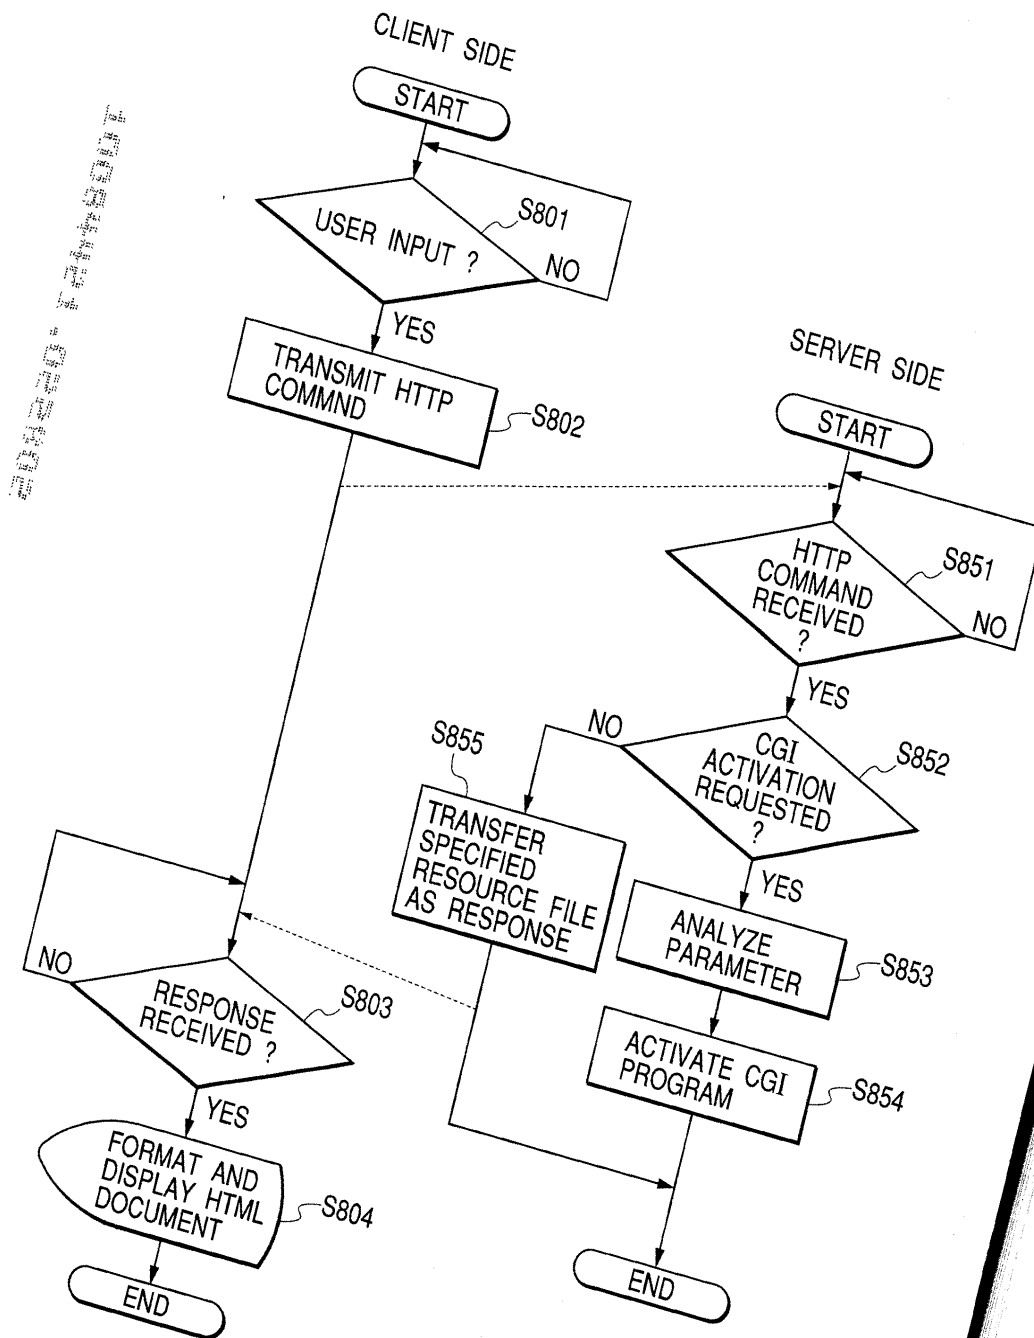 CLIENT SIDE
START
USER INPUT ?
S801
NO
YES
TRANSMIT HTTP
COMMND
S802
SERVER SIDE
START
HTTP
COMMAND
RECEIVED
?
S851
NO
YES
CGI
ACTIVATION
REQUESTED
?
S852
NO
YES
S855
TRANSFER
SPECIFIED
RESOURCE FILE
AS RESPONSE
ANALYZE
PARAMETER
S853
ACTIVATE CGI
PROGRAM
S854
END
RESPONSE
RECEIVED ?
S803
NO
YES
FORMAT AND
DISPLAY HTML
DOCUMENT
S804
END